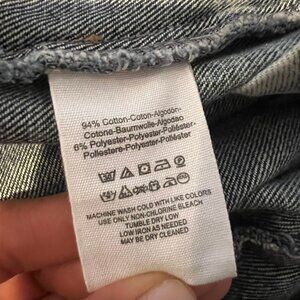 94% Cotton-Coton-Algodón-
Cotone-Baumwolle-Algodao
6% Polyester-Polyester-Poliéster-
Poliestere-Polyester-Poliéster
MACHINE WASH COLD WITH LIKE COLORS
USE ONLY NON-CHLORINE BLEACH
TUMBLE DRY LOW
LOW IRON AS NEEDED
MAY BE DRY CLEANED